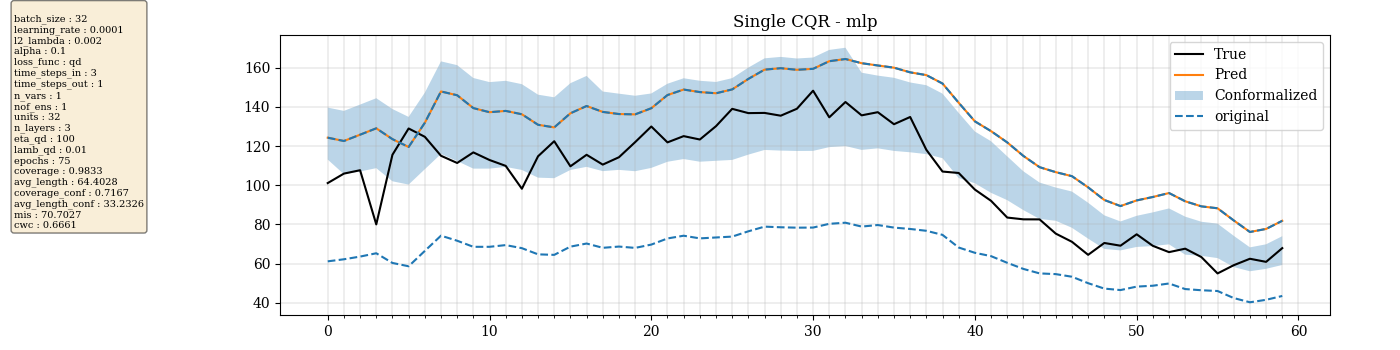 batch_size : 32
learning_rate : 0.0001
l2_lambda : 0.002
alpha : 0.1
loss_func : qd
time_steps_in : 3
time_steps_out : 1
n_vars : 1
nof_ens : 1
units : 32
n_layers : 3
eta_qd : 100
lamb_qd : 0.01
epochs : 75
coverage : 0.9833
avg_length : 64.4028
coverage_conf : 0.7167
avg_length_conf : 33.2326
mis : 70.7027
cwc : 0.6661
Single CQR - mlp
True
Pred
Conformalized
original
160
140
120
100
80
60
40
0 10 20 30 40 50 60